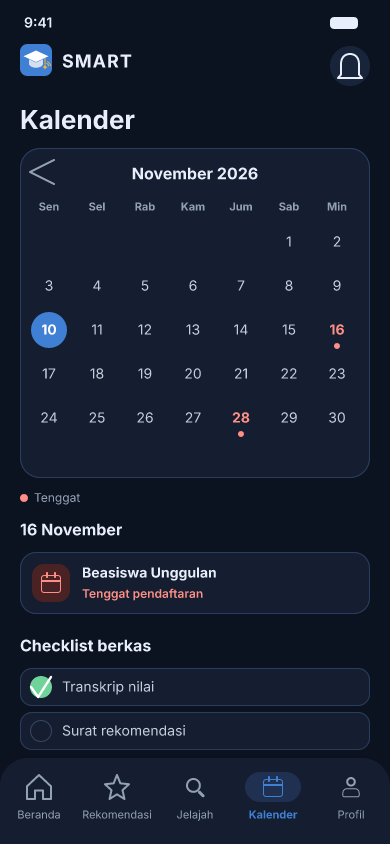 9:41
SMART
Kalender
November 2026
Sen Sel Rab Kam Jum Sab Min
1 2
3 4 5 6 7 8 9
10 11 12 13 14 15 16
17 18 19 20 21 22 23
24 25 26 27 28 29 30
Tenggat
16 November
Beasiswa Unggulan
Tenggat pendaftaran
Checklist berkas
Transkrip nilai
Surat rekomendasi
Beranda Rekomendasi Jelajah Kalender Profil